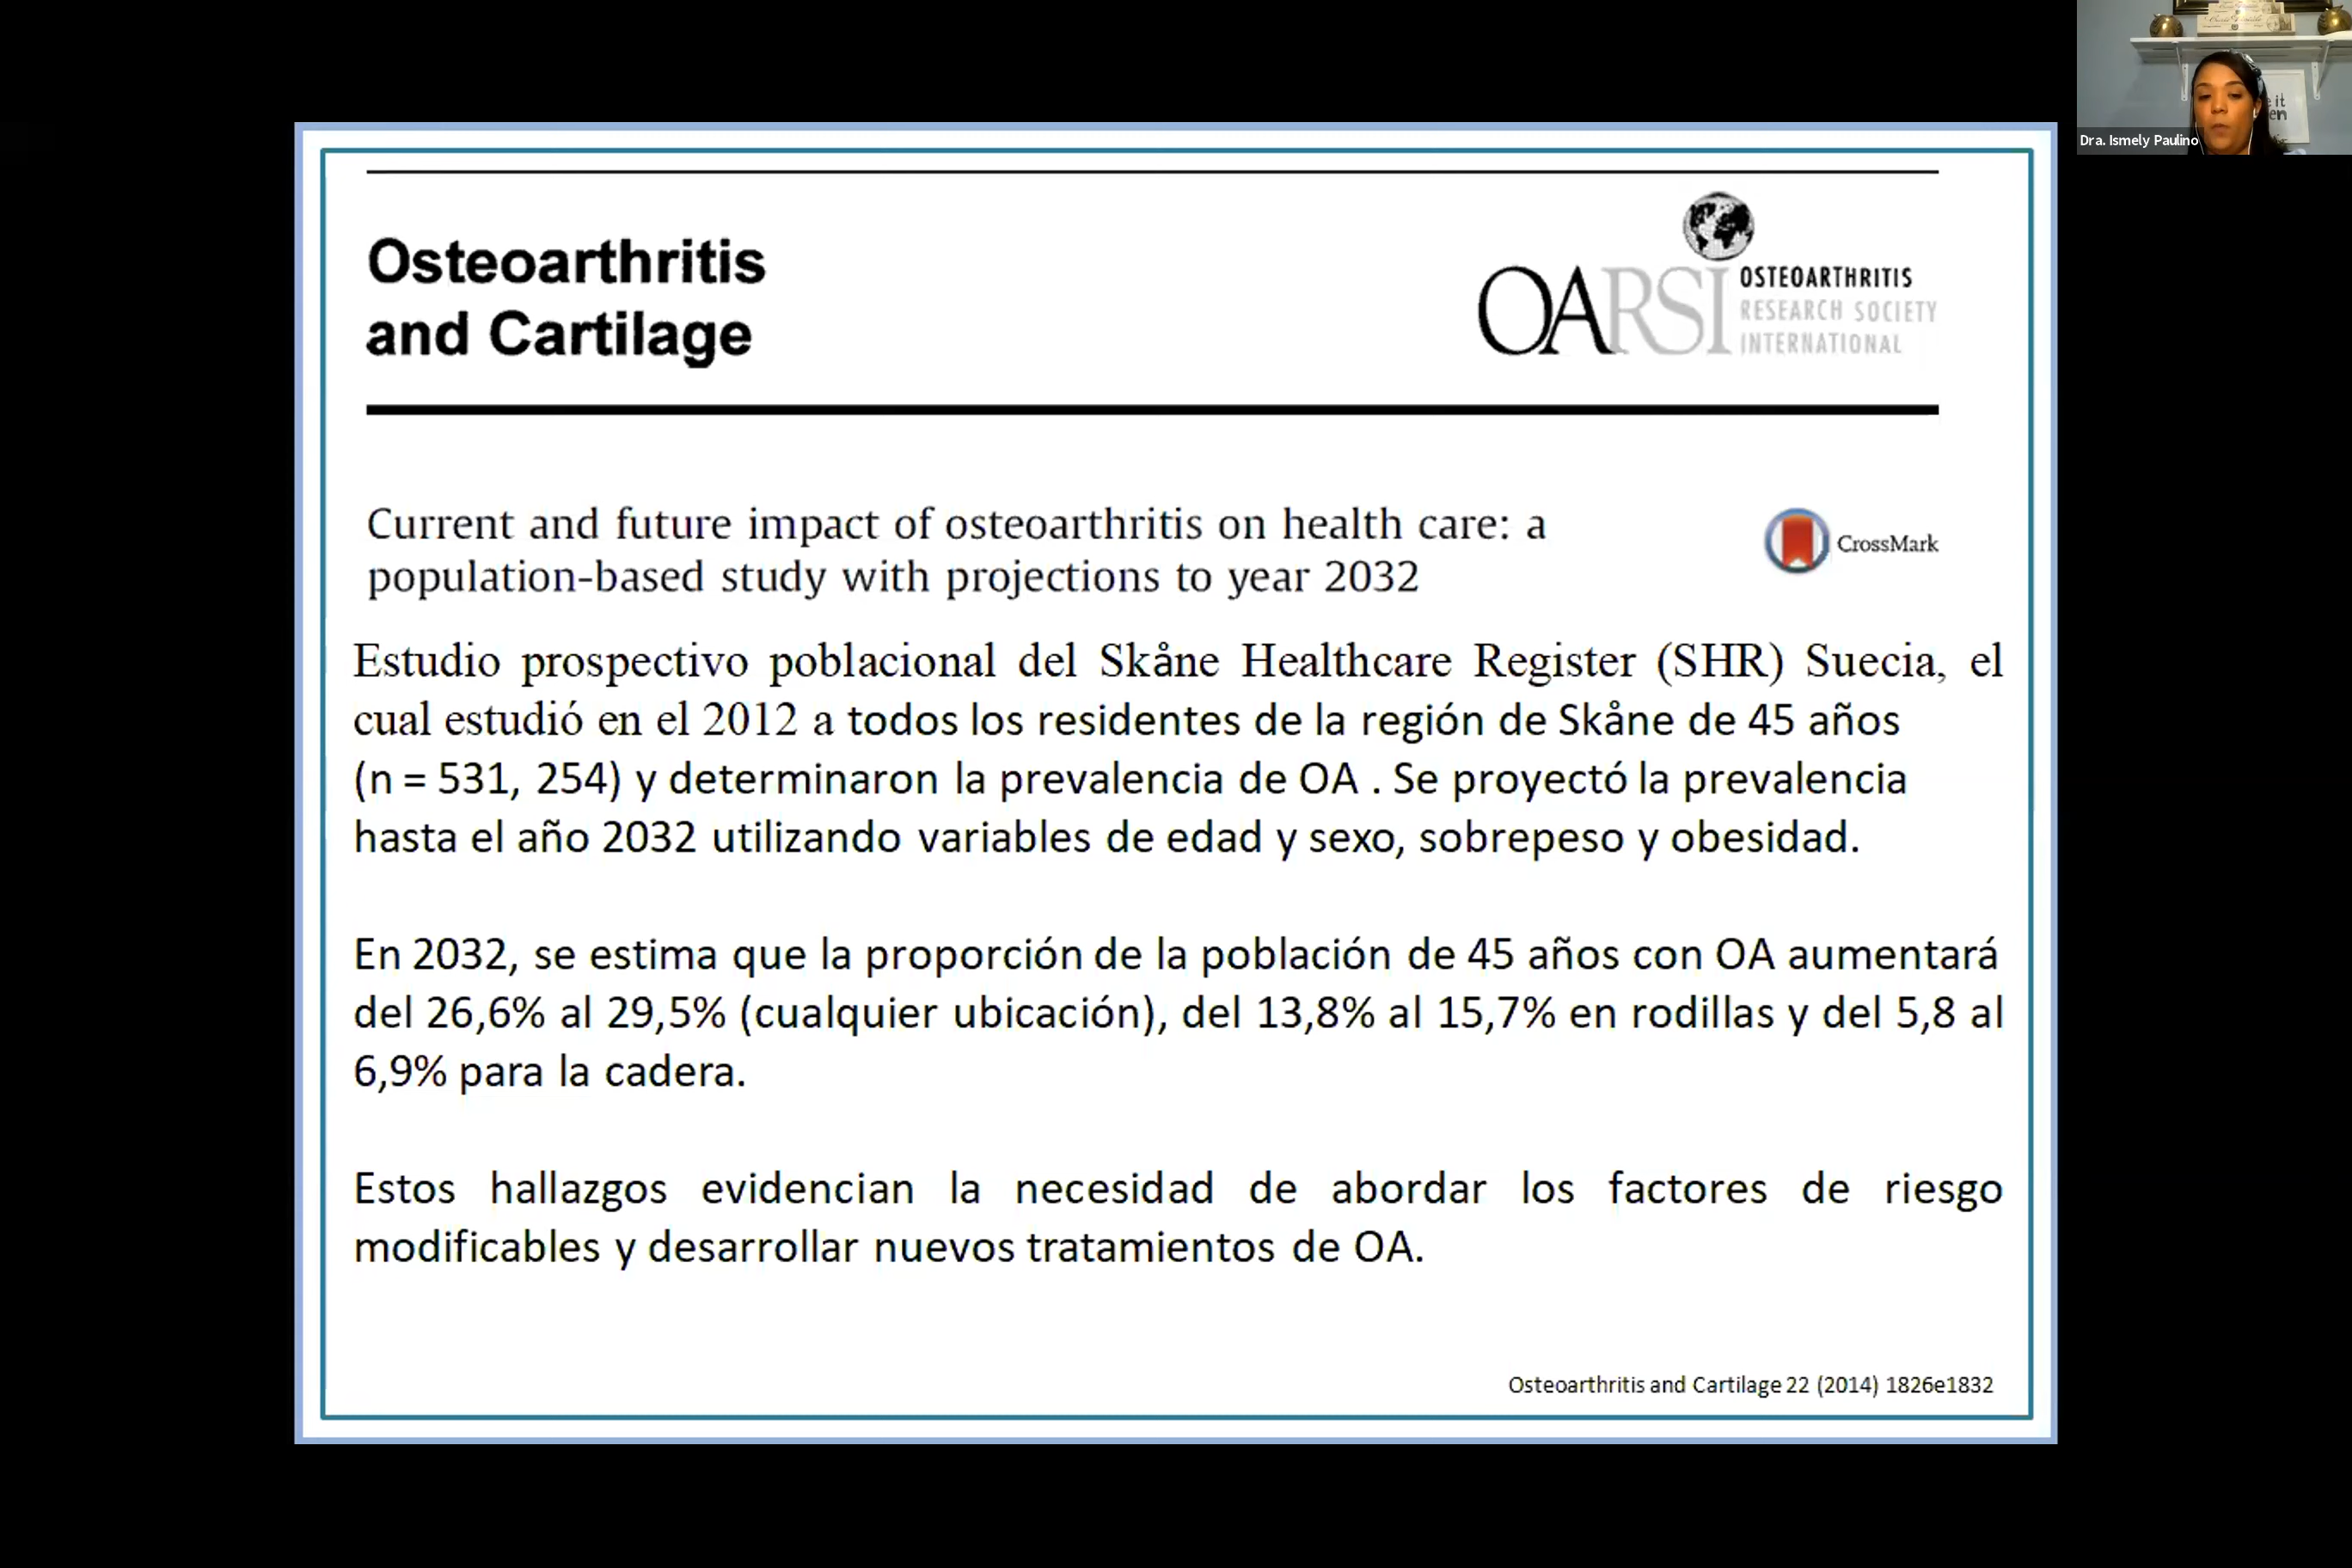 Dra. Ismely Paulino
Osteoarthritis
and Cartilage
OARSI
OSTEOARTHRITIS
RESEARCH SOCIETY
INTERNATIONAL
Current and future impact of osteoarthritis on health care: a
population-based study with projections to year 2032
CrossMark
Estudio prospectivo poblacional del Skåne Healthcare Register (SHR) Suecia, el
cual estudió en el 2012 a todos los residentes de la región de Skåne de 45 años
(n = 531, 254) y determinaron la prevalencia de OA . Se proyectó la prevalencia
hasta el año 2032 utilizando variables de edad y sexo, sobrepeso y obesidad.
En 2032, se estima que la proporción de la población de 45 años con OA aumentará
del 26,6% al 29,5% (cualquier ubicación), del 13,8% al 15,7% en rodillas y del 5,8 al
6,9% para la cadera.
Estos hallazgos evidencian la necesidad de abordar los factores de riesgo
modificables y desarrollar nuevos tratamientos de OA.
Osteoarthritis and Cartilage 22 (2014) 1826e1832